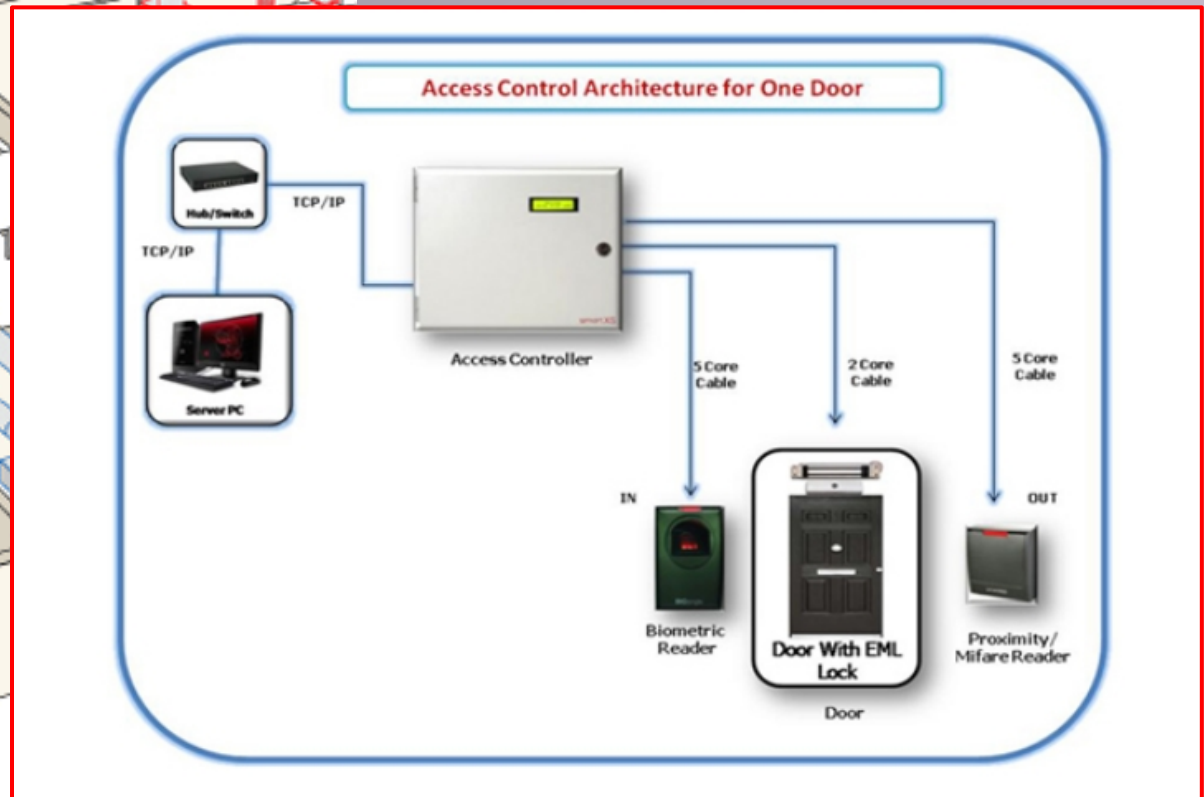 Access Control Architecture for One Door
Hub/Switch
TCP/IP
TCP/IP
Server PC
Access Controller
5 Core
Cable
2 Core
Cable
5 Core
Cable
IN
OUT
Biometric
Reader
Door With EML
Lock
Door
Proximity/
Mifare Reader